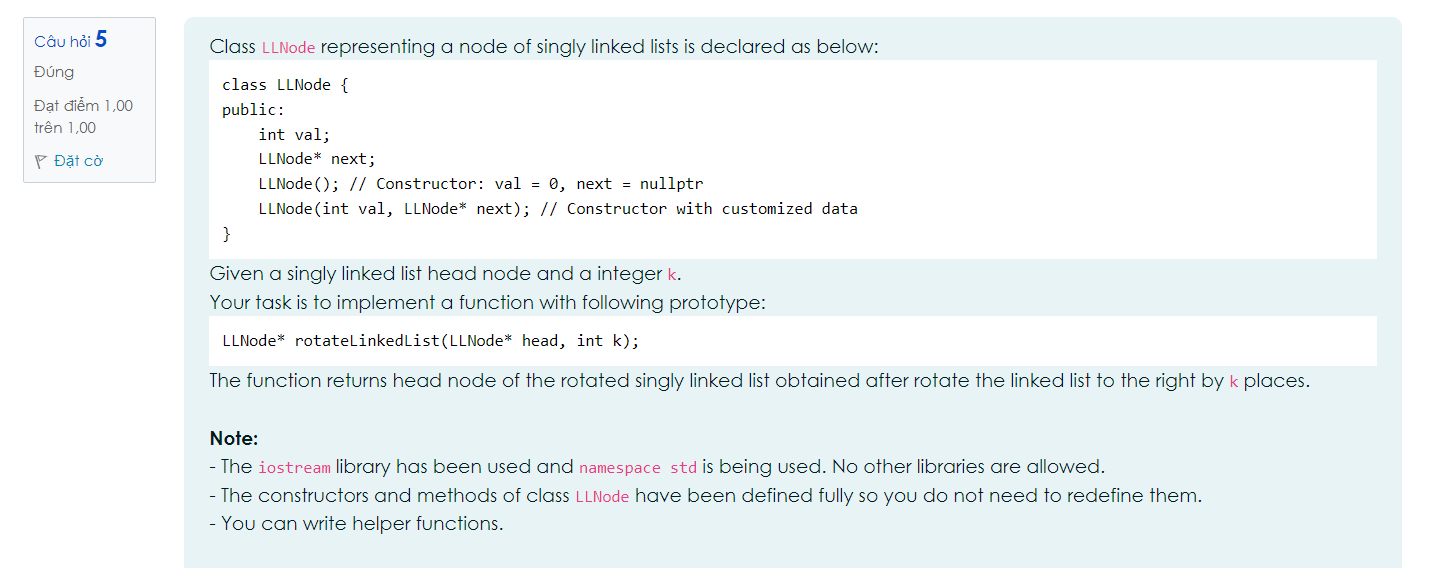 Câu hỏi 5
Đúng
Đạt điểm 1,00
trên 1,00
Đặt cờ
Class LLNode representing a node of singly linked lists is declared as below:
class LLNode {
public:
    int val;
    LLNode* next;
    LLNode(); // Constructor: val = 0, next = nullptr
    LLNode(int val, LLNode* next); // Constructor with customized data
}
Given a singly linked list head node and a integer k.
Your task is to implement a function with following prototype:
LLNode* rotateLinkedList(LLNode* head, int k);
The function returns head node of the rotated singly linked list obtained after rotate the linked list to the right by k places.
Note:
- The iostream library has been used and namespace std is being used. No other libraries are allowed.
- The constructors and methods of class LLNode have been defined fully so you do not need to redefine them.
- You can write helper functions.